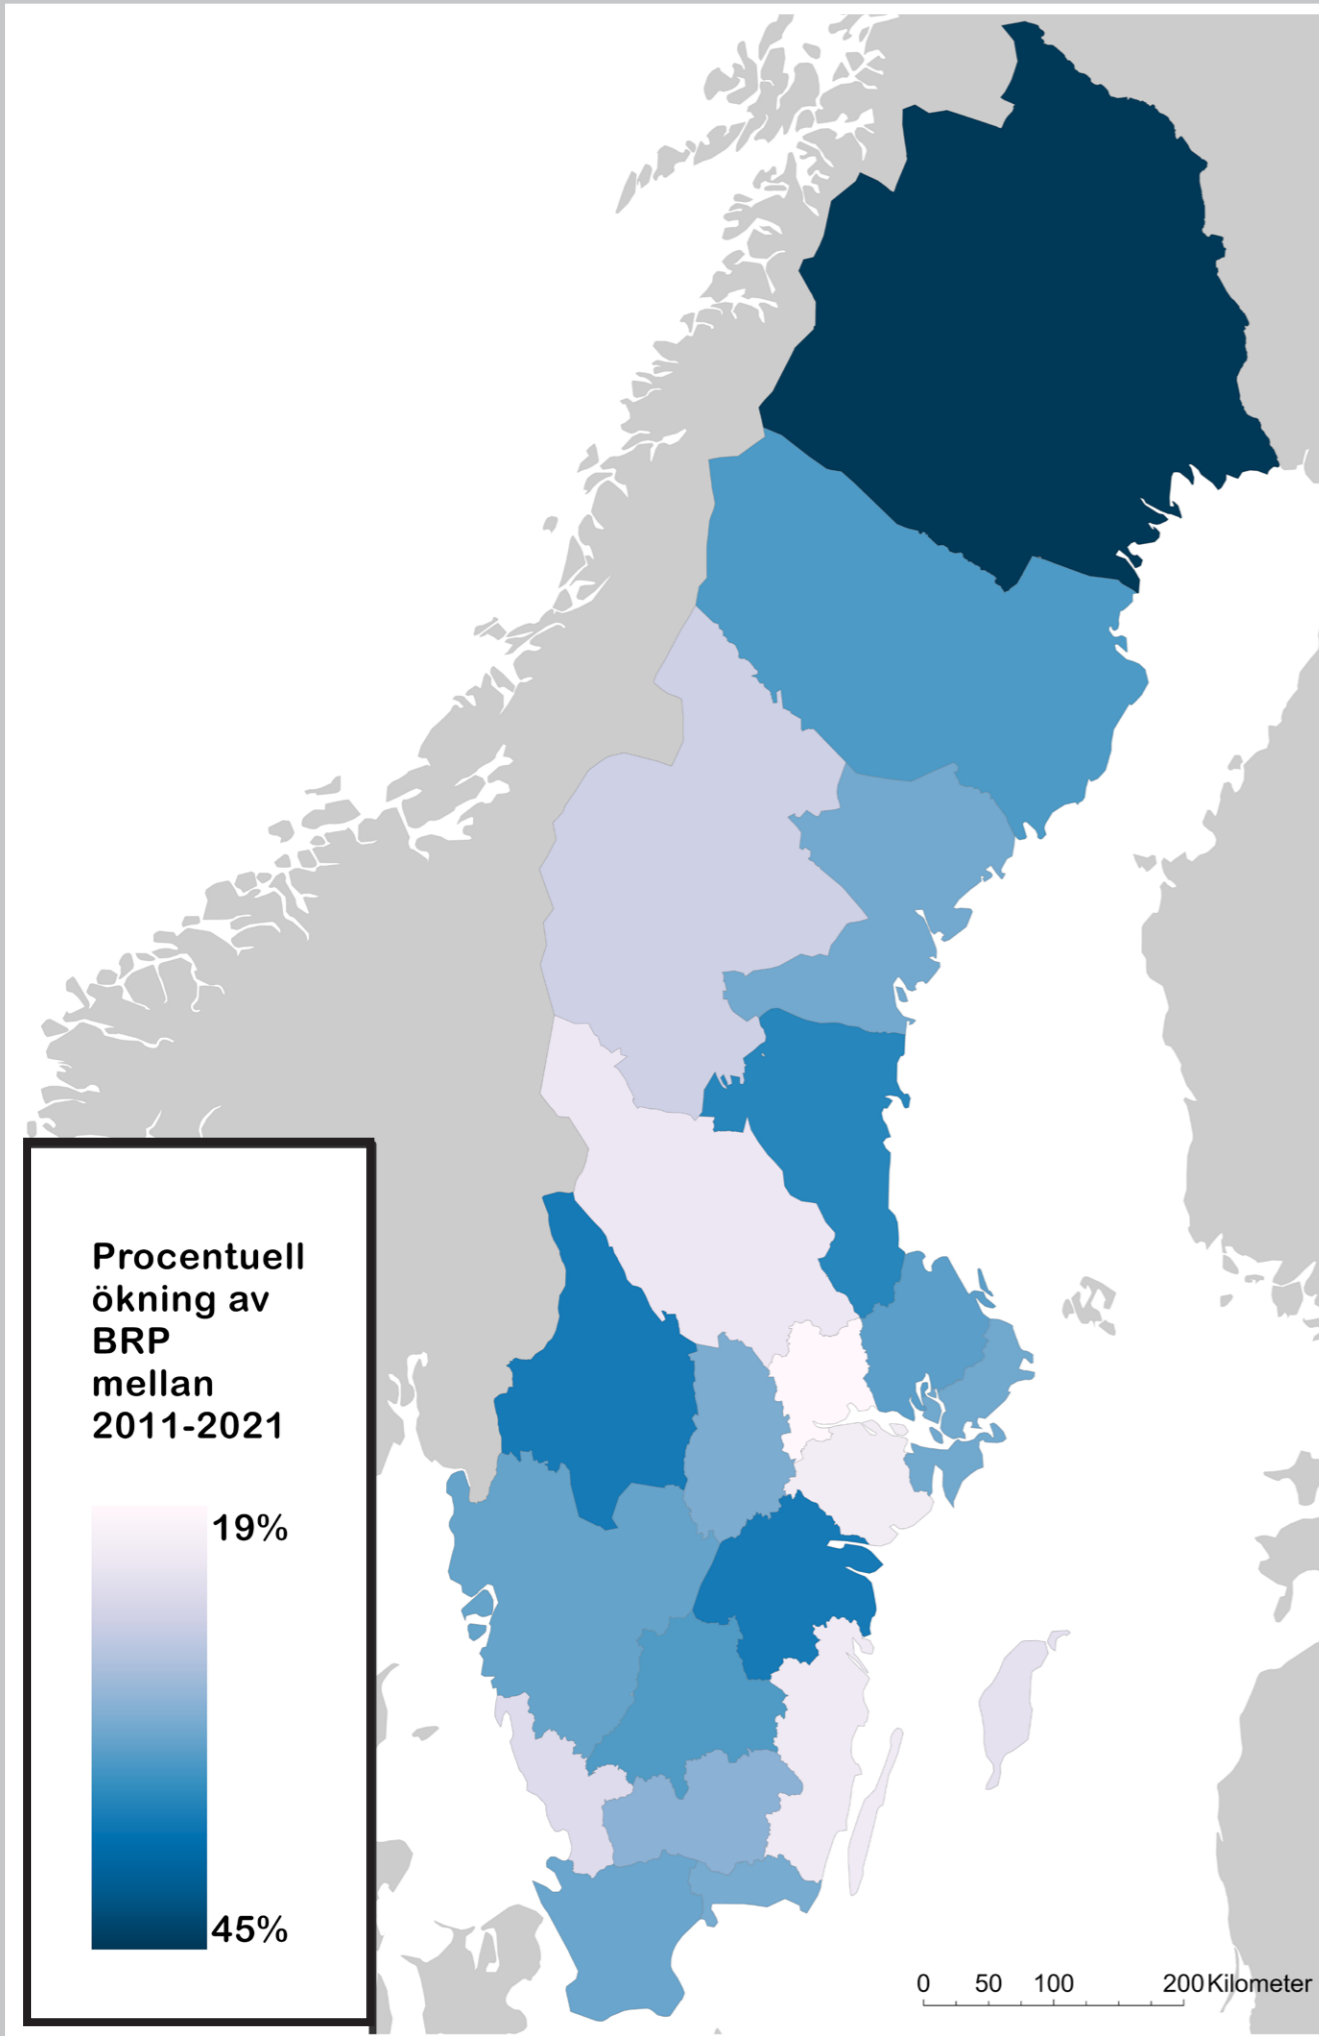 Procentuell
ökning av
BRP
mellan
2011-2021
19%
45%
0 50 100 200 Kilometer